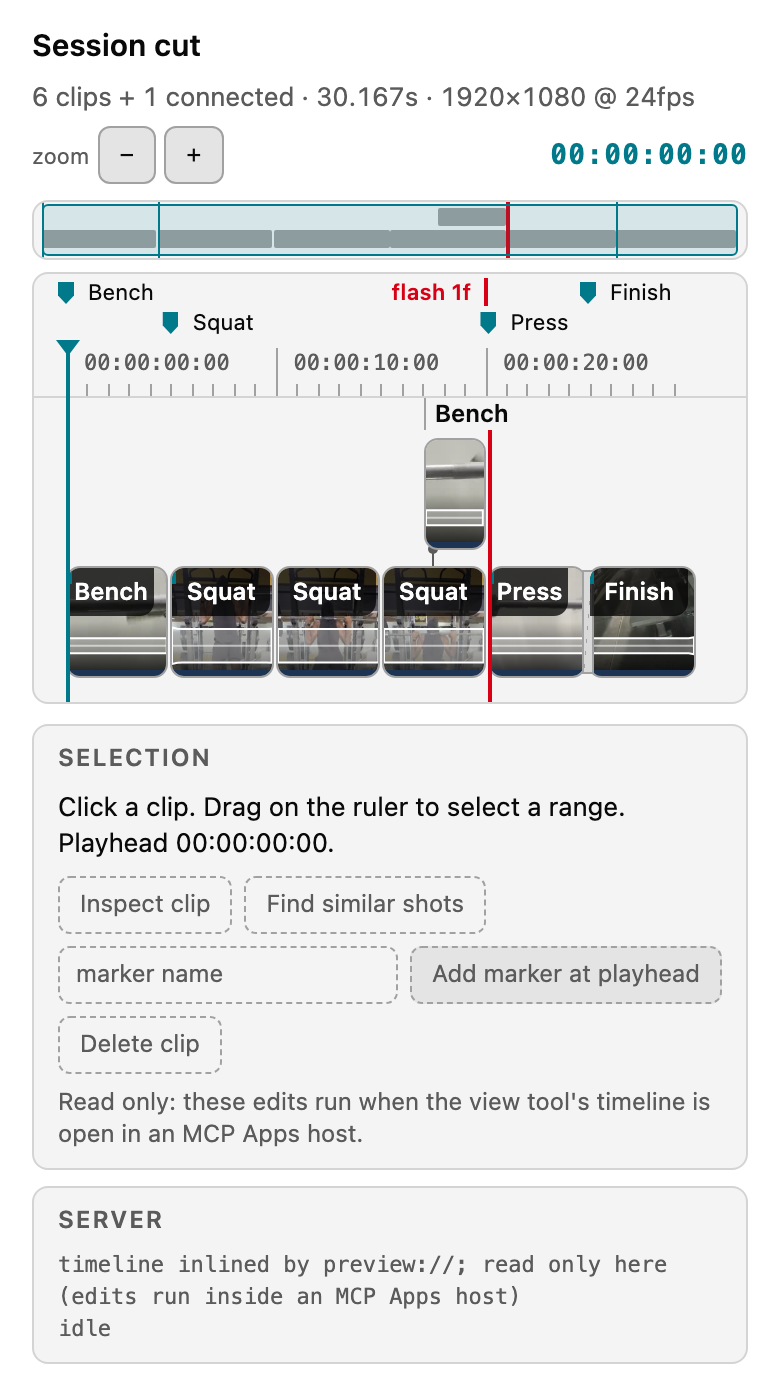 Session cut
6 clips + 1 connected · 30.167s · 1920×1080 @ 24fps
zoom − + 00:00:00:00
Bench flash 1f Finish
Squat Press
00:00:00:00 00:00:10:00 00:00:20:00
Bench
Bench Squat Squat Squat Press Finish
SELECTION
Click a clip. Drag on the ruler to select a range.
Playhead 00:00:00:00.
Inspect clip Find similar shots
marker name Add marker at playhead
Delete clip
Read only: these edits run when the view tool's timeline is
open in an MCP Apps host.
SERVER
timeline inlined by preview://; read only here
(edits run inside an MCP Apps host)
idle